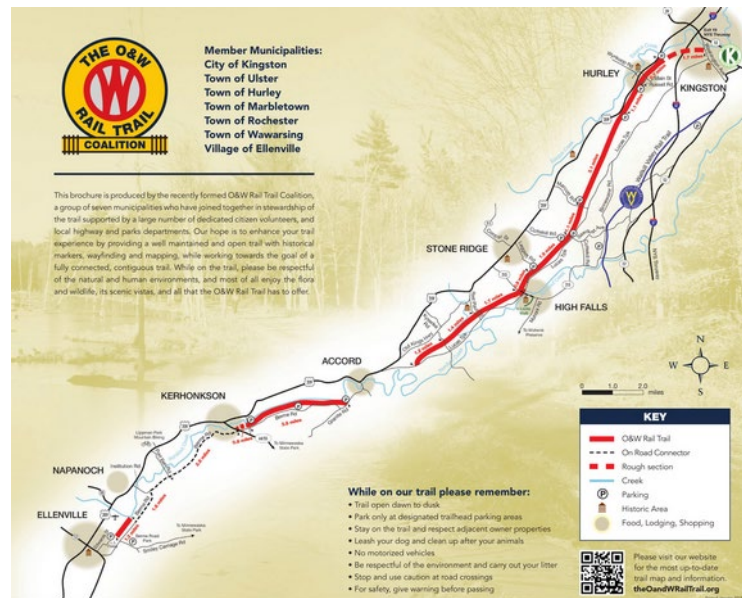 THE O&W
W
RAIL TRAIL
COALITION
Member Municipalities:
City of Kingston
Town of Ulster
Town of Hurley
Town of Marbletown
Town of Rochester
Town of Wawarsing
Village of Ellenville
This brochure is produced by the recently formed O&W Rail Trail Coalition,
a group of seven municipalities who have joined together in stewardship of
the trail supported by a large number of dedicated citizen volunteers, and
local highway and parks departments. Our hope is to enhance your trail
experience by providing a well maintained and open trail with historical
markers, wayfinding and mapping, while working towards the goal of a
fully connected, contiguous trail. While on the trail, please be respectful
of the natural and human environments, and most of all enjoy the flora
and wildlife, its scenic vistas, and all that the O&W Rail Trail has to offer.
HURLEY
K
KINGSTON
Wallkill Valley Rail Trail
W
STONE RIDGE
HIGH FALLS
ACCORD
KERHONKSON
Berme Rd
NAPANOCH
Institution Rd
ELLENVILLE
N
W E
S
0 1.0 2.0
miles
KEY
O&W Rail Trail
On Road Connector
Rough section
Creek
P Parking
Historic Area
Food, Lodging, Shopping
While on our trail please remember:
• Trail open dawn to dusk
• Park only at designated trailhead parking areas
• Stay on the trail and respect adjacent owner properties
• Leash your dog and clean up after your animals
• No motorized vehicles
• Be respectful of the environment and carry out your litter
• Stop and use caution at road crossings
• For safety, give warning before passing
Please visit our website
for the most up-to-date
trail map and information.
theOandWRailTrail.org